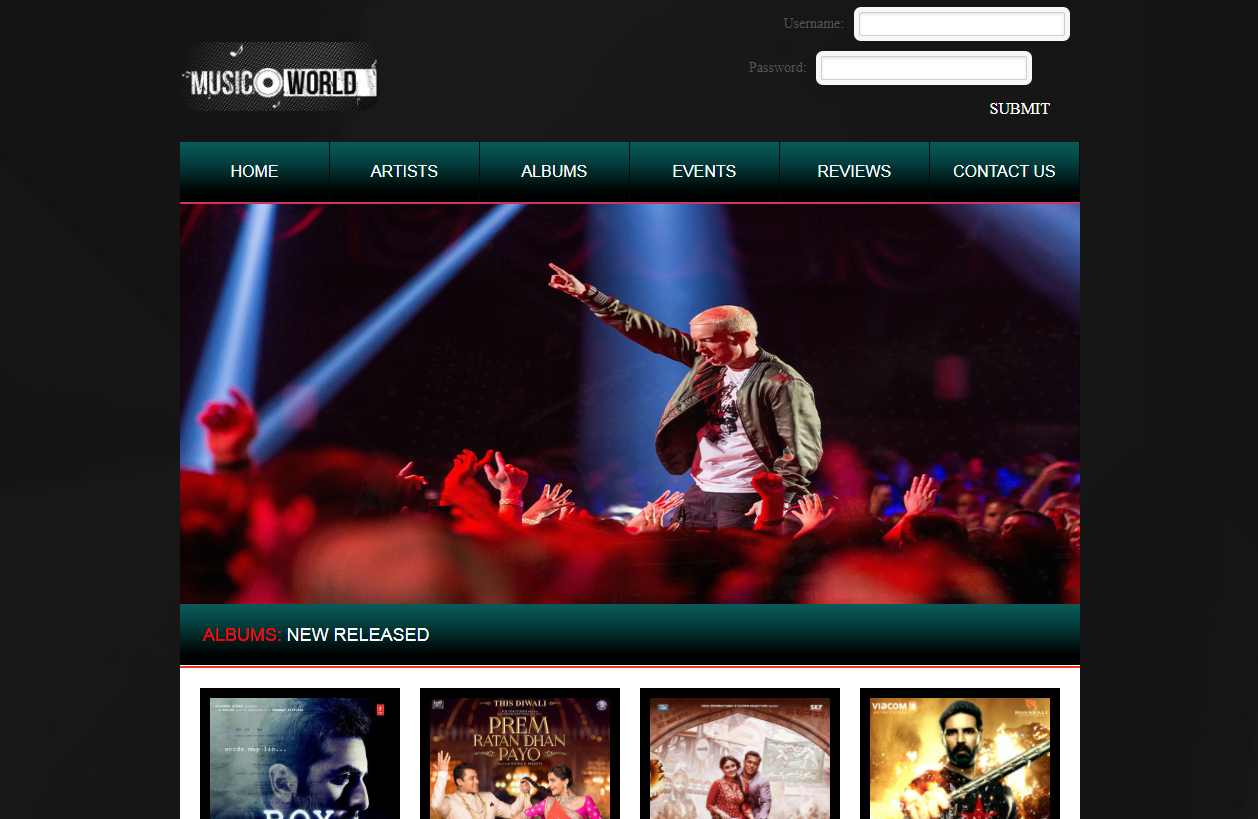 Username:
Password:
SUBMIT
MUSIC WORLD
HOME
ARTISTS
ALBUMS
EVENTS
REVIEWS
CONTACT US
ALBUMS: NEW RELEASED
words may lie...
THIS DIWALI
PREM
RATAN DHAN
PAYO
SKF
VIACOM 18